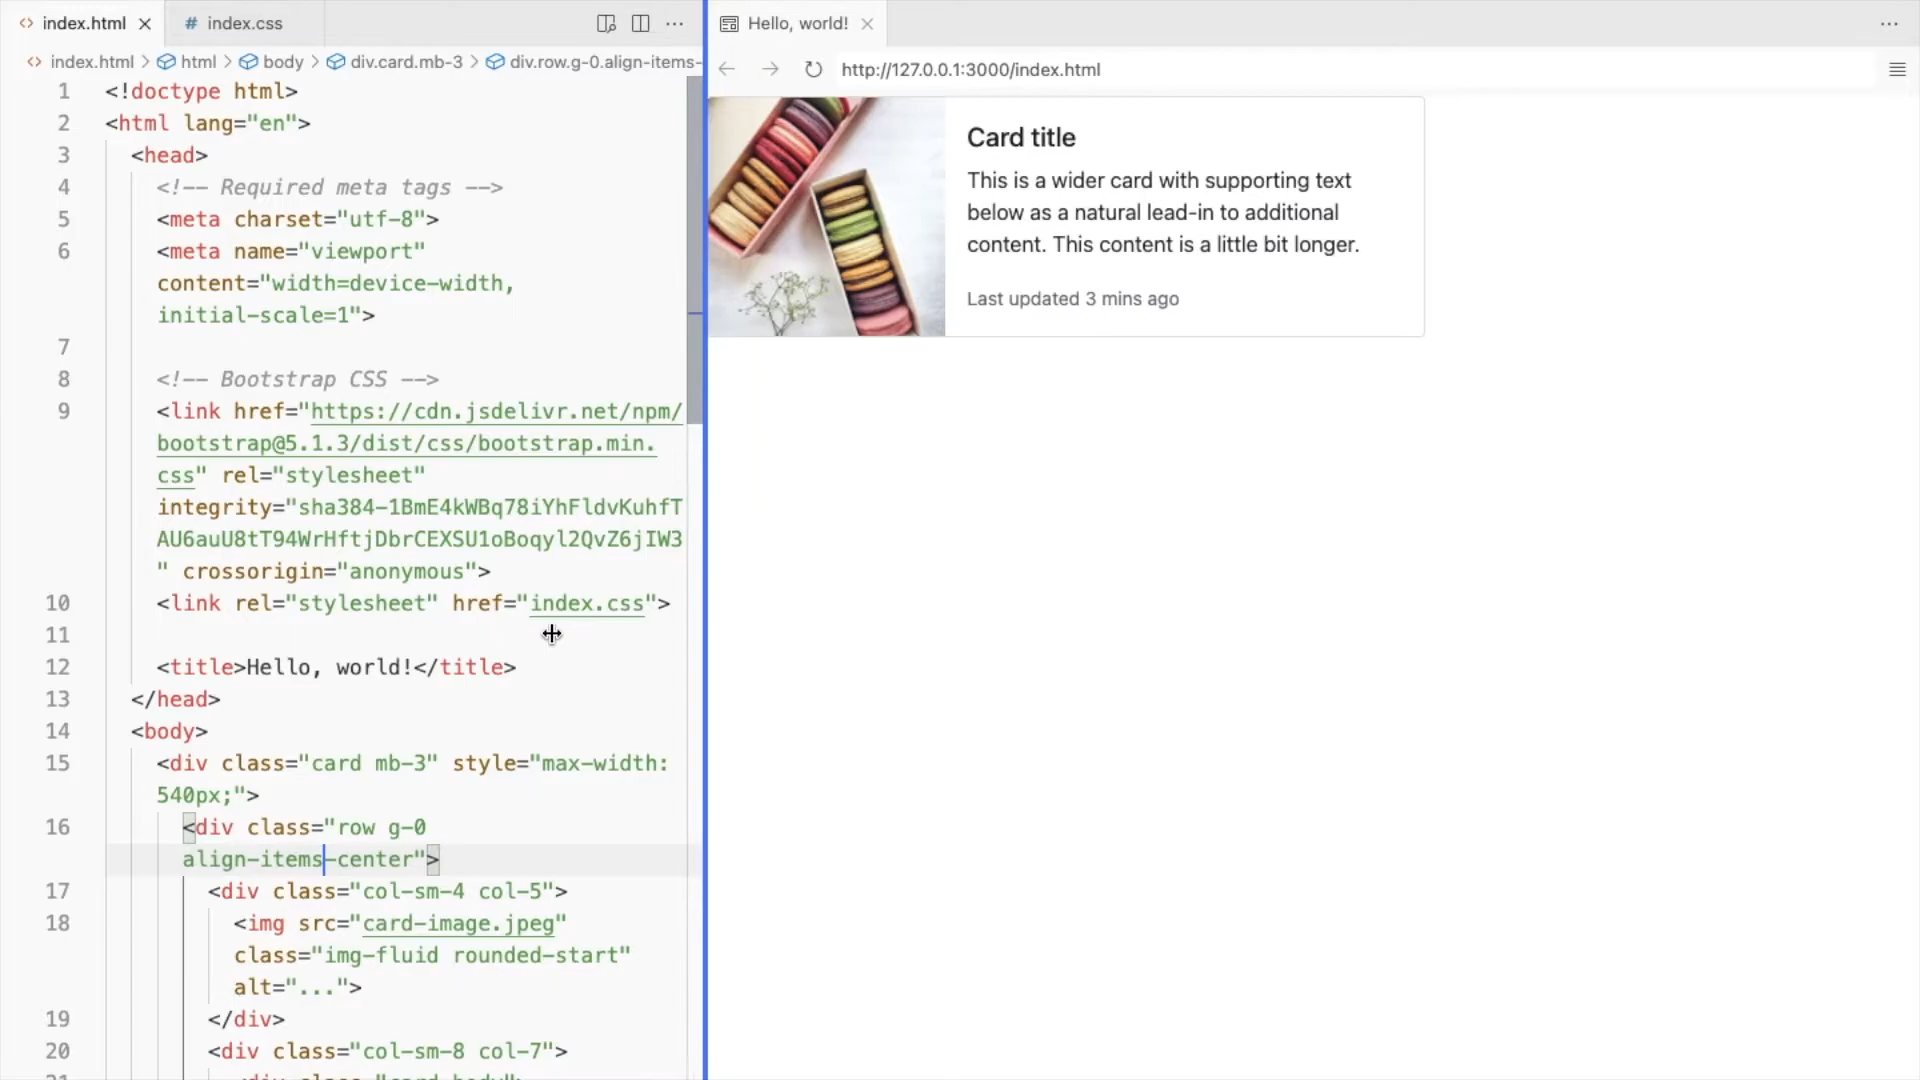 index.html
index.css
index.html > html > body > div.card.mb-3 > div.row.g-0.align-items-
1 <!doctype html>
2 <html lang="en">
3 <head>
4 <!-- Required meta tags -->
5 <meta charset="utf-8">
6 <meta name="viewport"
content="width=device-width,
initial-scale=1">
7
8 <!-- Bootstrap CSS -->
9 <link href="https://cdn.jsdelivr.net/npm/
bootstrap@5.1.3/dist/css/bootstrap.min.
css" rel="stylesheet"
integrity="sha384-1BmE4kWBq78iYhFldvKuhfT
AU6auU8tT94WrHftjDbrCEXSU1oBoqyl2QvZ6jIW3
" crossorigin="anonymous">
10 <link rel="stylesheet" href="index.css">
11
12 <title>Hello, world!</title>
13 </head>
14 <body>
15 <div class="card mb-3" style="max-width:
540px;">
16 <div class="row g-0
align-items-center">
17 <div class="col-sm-4 col-5">
18 <img src="card-image.jpeg"
class="img-fluid rounded-start"
alt="...">
19 </div>
20 <div class="col-sm-8 col-7">
Hello, world!
http://127.0.0.1:3000/index.html
Card title
This is a wider card with supporting text
below as a natural lead-in to additional
content. This content is a little bit longer.
Last updated 3 mins ago